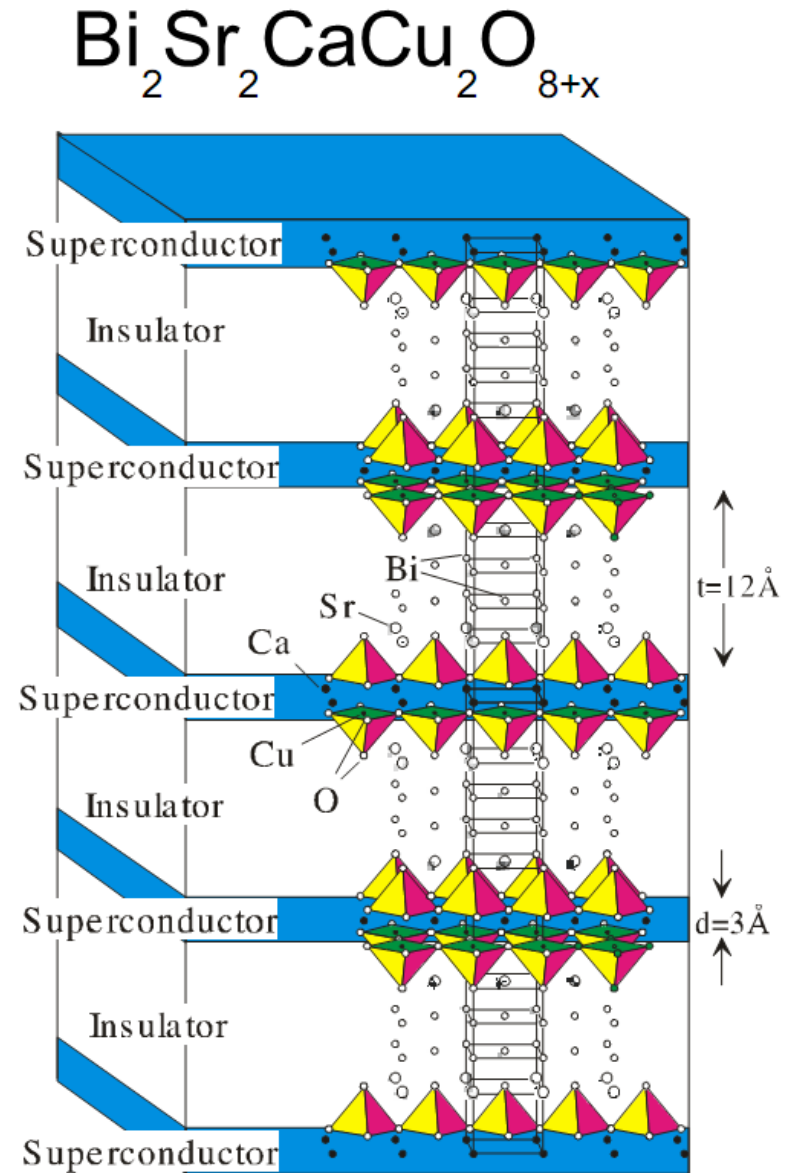 Bi2Sr2CaCu2O8+x
Superconductor
Insulator
Superconductor
Insulator
Bi
t=12Å
Sr
Ca
Superconductor
Cu
O
Insulator
Superconductor
d=3Å
Insulator
Superconductor